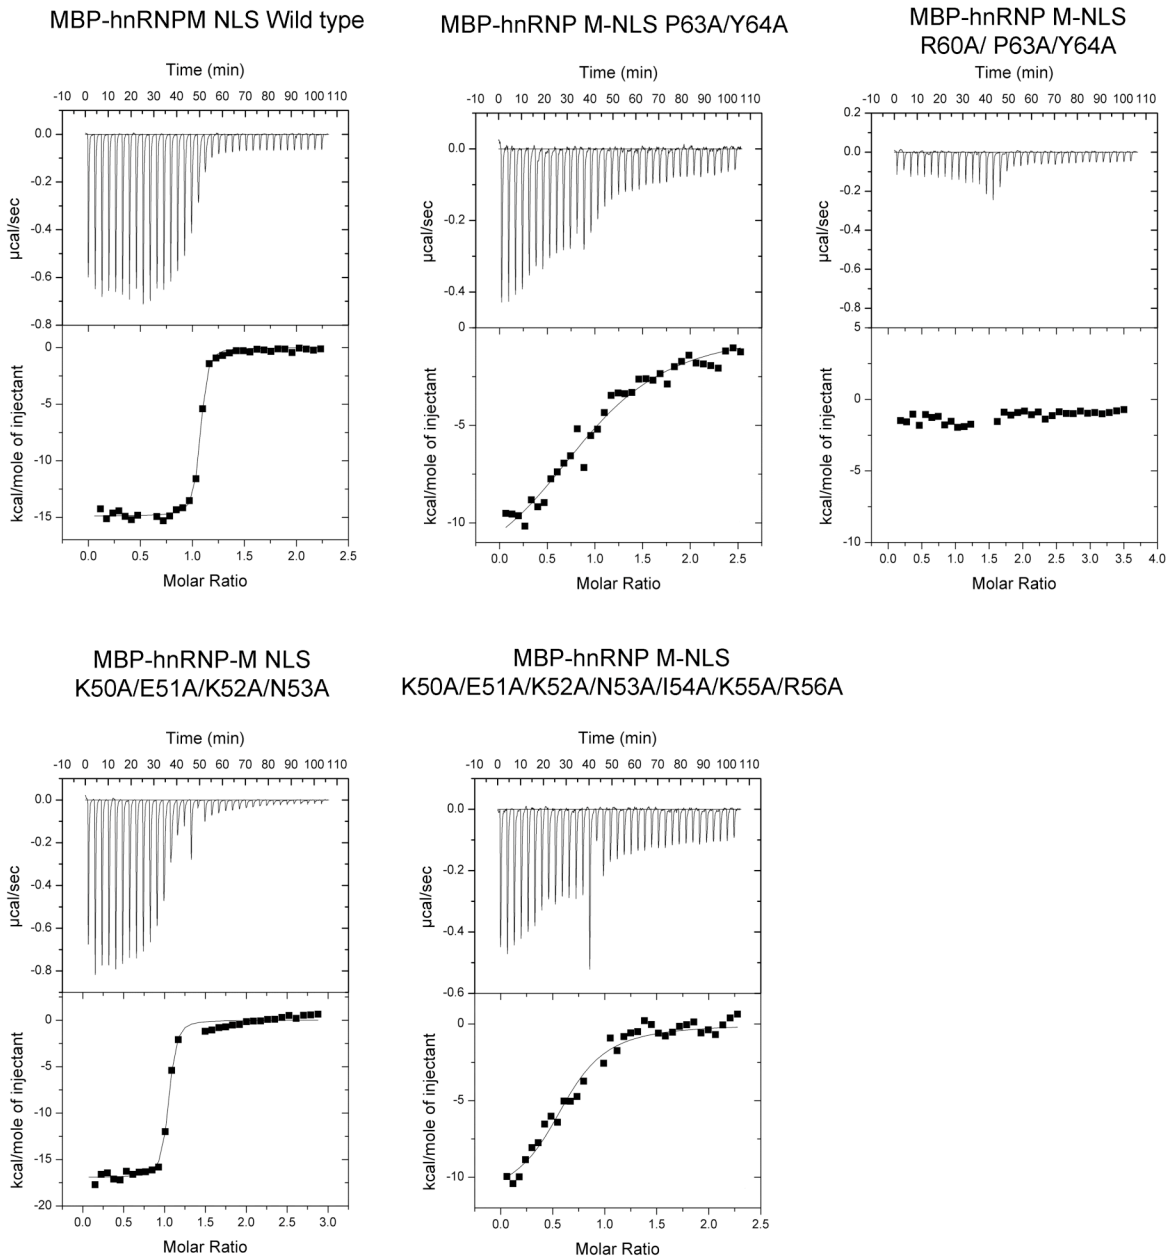 MBP-hnRNPM NLS Wild type
Time (min)
-10 0 10 20 30 40 50 60 70 80 90 100 110
0.0
-0.2
-0.4
-0.6
-0.8
µcal/sec
0
-5
-10
-15
kcal/mole of injectant
0.0 0.5 1.0 1.5 2.0 2.5
Molar Ratio
MBP-hnRNP M-NLS P63A/Y64A
Time (min)
-10 0 10 20 30 40 50 60 70 80 90 100 110
0.0
-0.2
-0.4
0
µcal/sec
-5
-10
kcal/mole of injectant
0.0 0.5 1.0 1.5 2.0 2.5
Molar Ratio
MBP-hnRNP M-NLS
R60A/ P63A/Y64A
Time (min)
-10 0 10 20 30 40 50 60 70 80 90 100 110
0.2
0.0
-0.2
-0.4
-0.6
-0.8
µcal/sec
5
0
-5
-10
kcal/mole of injectant
0.0 0.5 1.0 1.5 2.0 2.5 3.0 3.5 4.0
Molar Ratio
MBP-hnRNP-M NLS
K50A/E51A/K52A/N53A
Time (min)
-10 0 10 20 30 40 50 60 70 80 90 100 110
0.0
-0.2
-0.4
-0.6
-0.8
µcal/sec
0
-5
-10
-15
-20
kcal/mole of injectant
0.0 0.5 1.0 1.5 2.0 2.5 3.0
Molar Ratio
MBP-hnRNP M-NLS
K50A/E51A/K52A/N53A/I54A/K55A/R56A
Time (min)
-10 0 10 20 30 40 50 60 70 80 90 100 110
0.0
-0.2
-0.4
-0.6
µcal/sec
0
-5
-10
kcal/mole of injectant
0.0 0.5 1.0 1.5 2.0 2.5
Molar Ratio